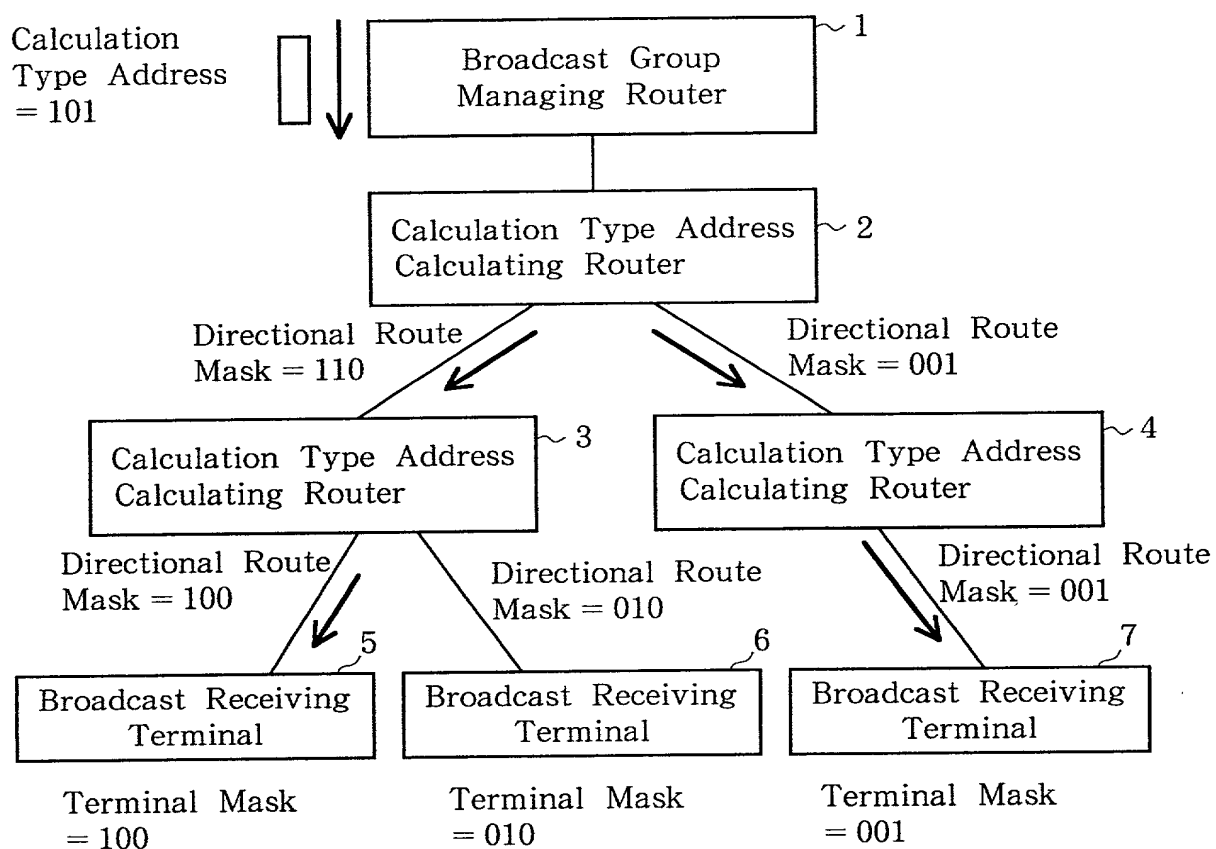 Calculation
Type Address
= 101
1
Broadcast Group
Managing Router
2
Calculation Type Address
Calculating Router
Directional Route
Mask = 110
Directional Route
Mask = 001
3
Calculation Type Address
Calculating Router
4
Calculation Type Address
Calculating Router
Directional Route
Mask = 100
Directional Route
Mask = 010
Directional Route
Mask = 001
5
Broadcast Receiving
Terminal
6
Broadcast Receiving
Terminal
7
Broadcast Receiving
Terminal
Terminal Mask
= 100
Terminal Mask
= 010
Terminal Mask
= 001